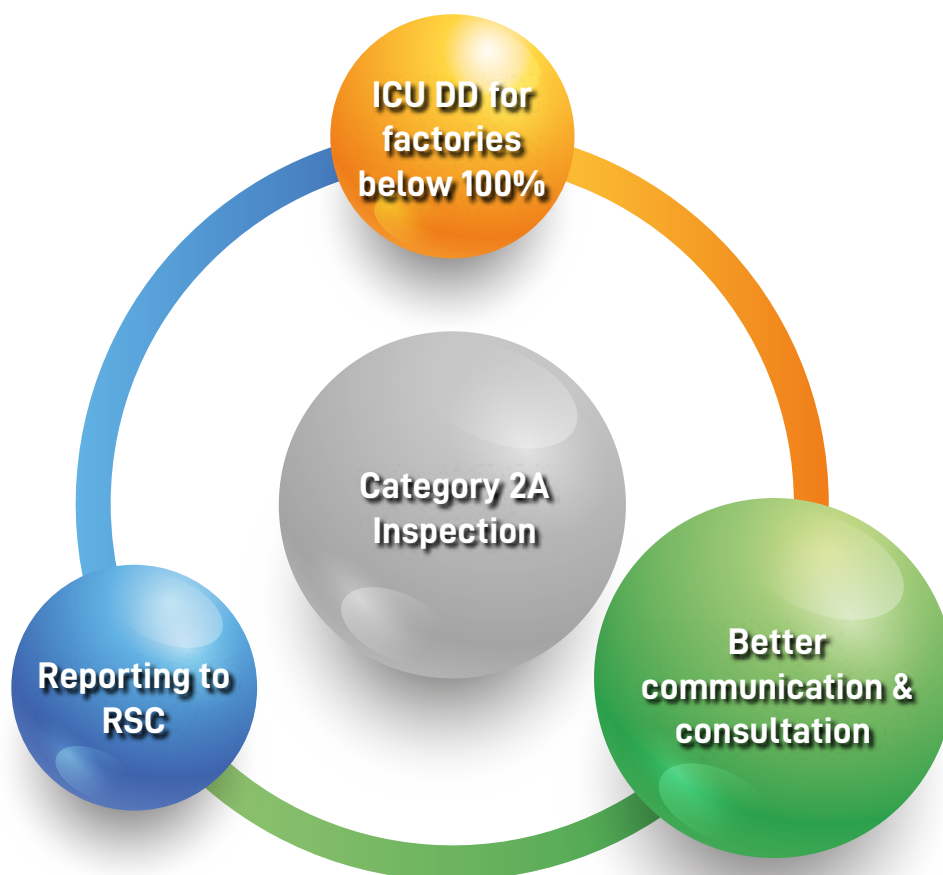 ICU DD for
factories
below 100%
Category 2A
Inspection
Better
communication &
consultation
Reporting to
RSC